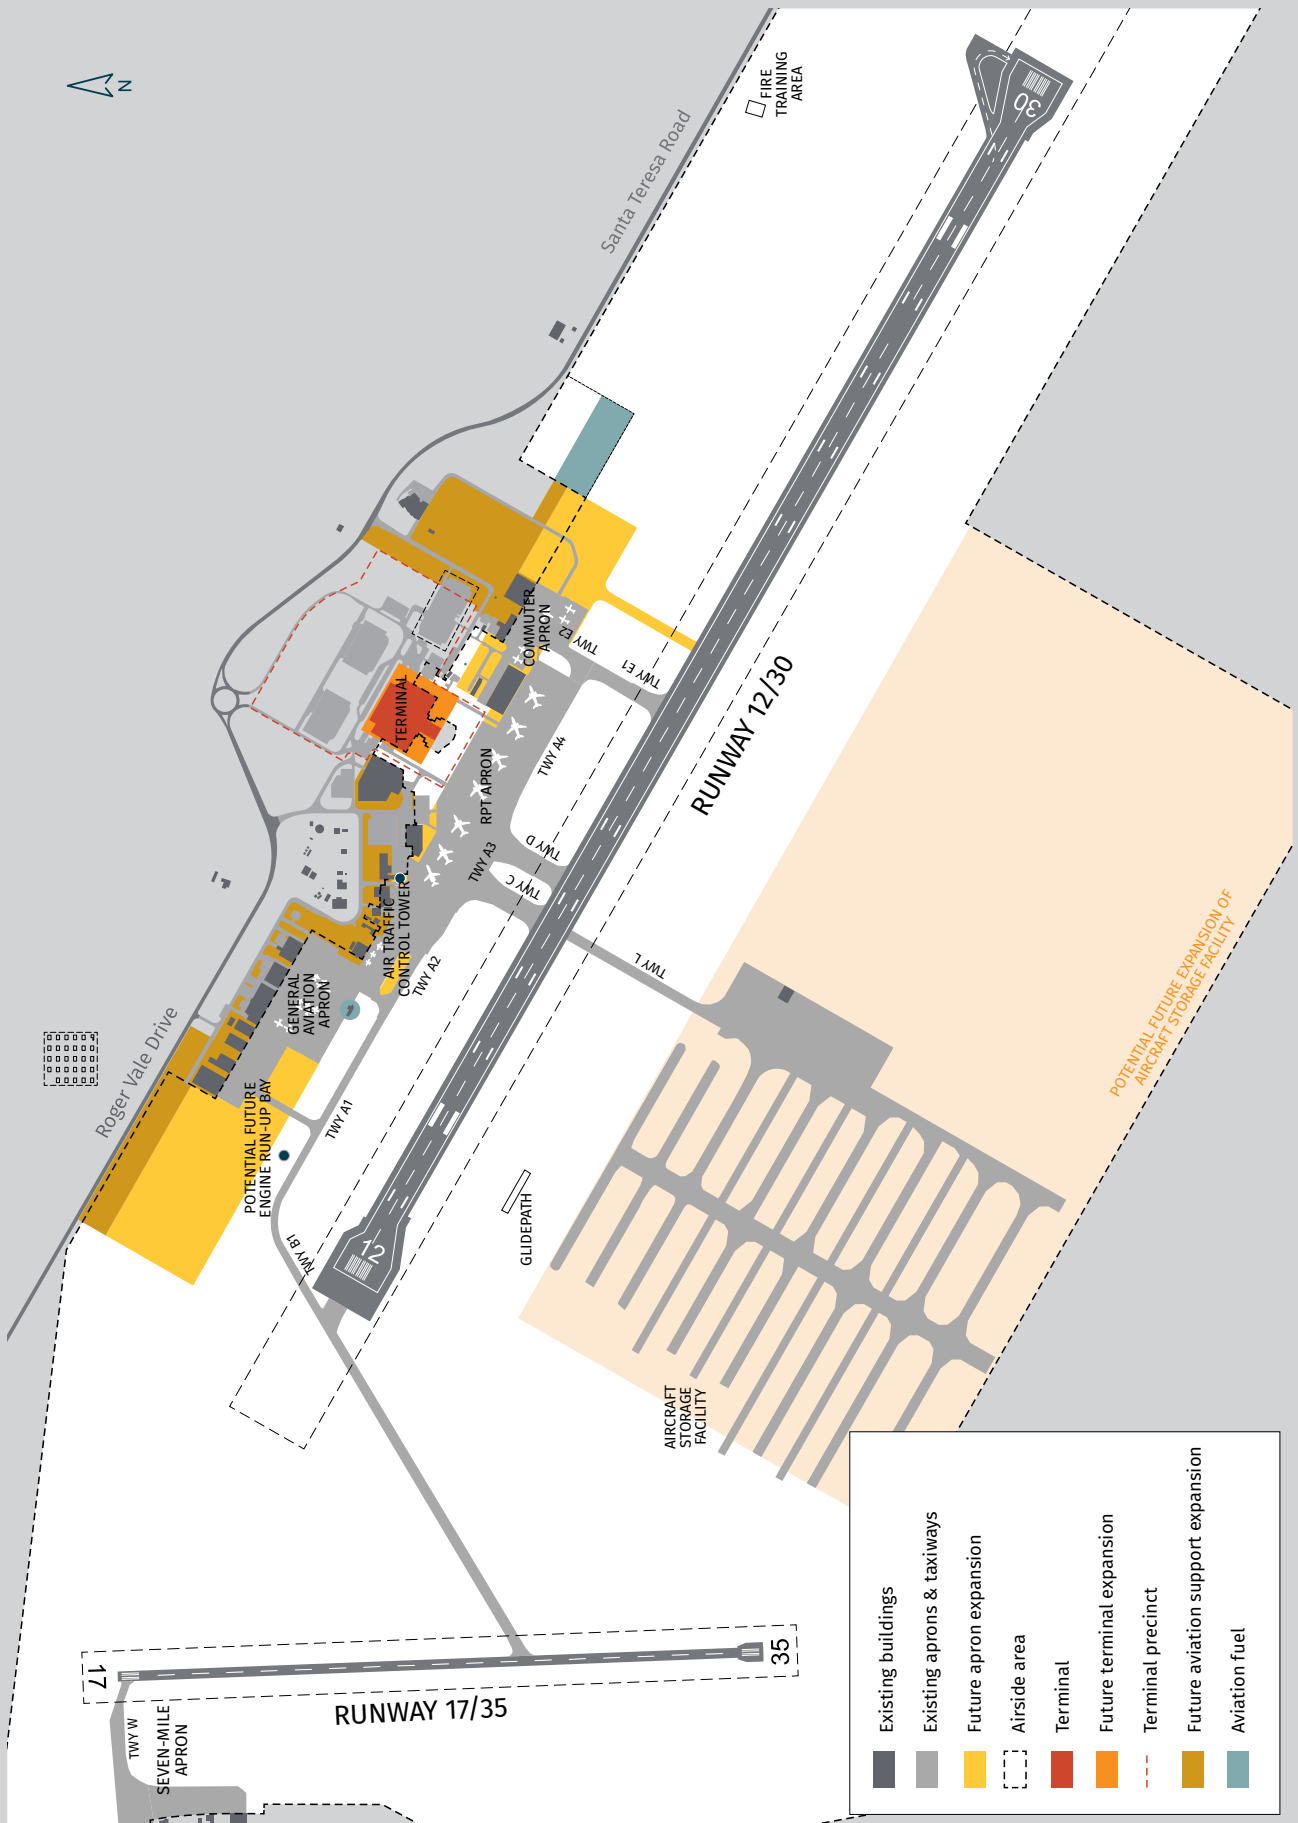 N
FIRE
TRAINING
AREA
Santa Teresa Road
30
RUNWAY 12/30
COMMUTER
APRON
TWY E2
TWY E1
TERMINAL
TWY A4
RPT APRON
TWY D
TWY A3
TWY C
AIR TRAFFIC
CONTROL TOWER
TWY A2
TWY L
GENERAL
AVIATION
APRON
Roger Vale Drive
POTENTIAL FUTURE
ENGINE RUN-UP BAY
TWY A1
TWY B1
12
GLIDEPATH
POTENTIAL FUTURE EXPANSION OF
AIRCRAFT STORAGE FACILITY
AIRCRAFT
STORAGE
FACILITY
17
35
RUNWAY 17/35
TWY W
SEVEN-MILE
APRON
Existing buildings
Existing aprons & taxiways
Future apron expansion
Airside area
Terminal
Future terminal expansion
Terminal precinct
Future aviation support expansion
Aviation fuel